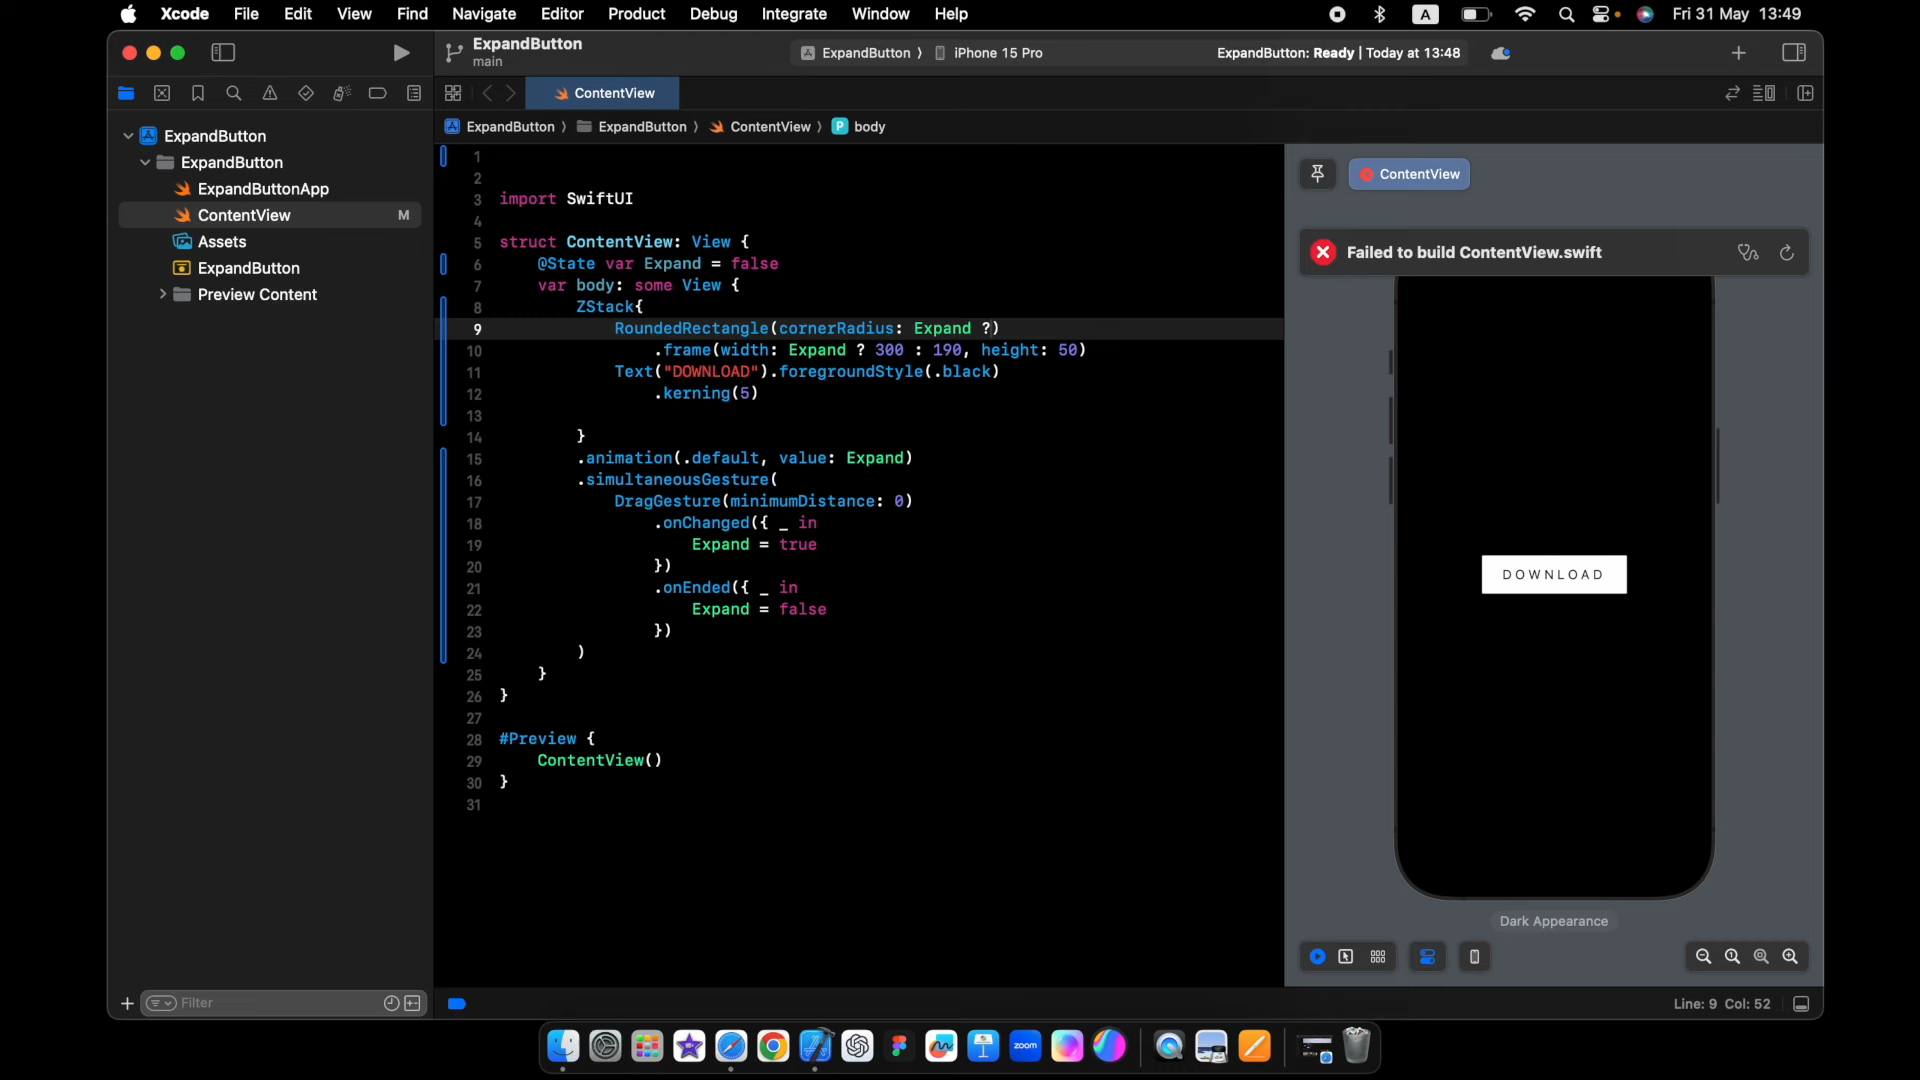 Xcode File Edit View Find Navigate Editor Product Debug Integrate Window Help A Fri 31 May 13:49
ExpandButton
main
ExpandButton 〉 iPhone 15 Pro
ExpandButton: Ready | Today at 13:48
ContentView
ExpandButton 〉 ExpandButton 〉 ContentView 〉 P body
ExpandButton
ExpandButton
ExpandButtonApp
ContentView M
Assets
ExpandButton
Preview Content
Filter
1
2
3 import SwiftUI
4
5 struct ContentView: View {
6 @State var Expand = false
7 var body: some View {
8 ZStack{
9 RoundedRectangle(cornerRadius: Expand ?)
10 .frame(width: Expand ? 300 : 190, height: 50)
11 Text("DOWNLOAD").foregroundStyle(.black)
12 .kerning(5)
13
14 }
15 .animation(.default, value: Expand)
16 .simultaneousGesture(
17 DragGesture(minimumDistance: 0)
18 .onChanged({ _ in
19 Expand = true
20 })
21 .onEnded({ _ in
22 Expand = false
23 })
24 )
25 }
26 }
27
28 #Preview {
29 ContentView()
30 }
31
ContentView
Failed to build ContentView.swift
DOWNLOAD
Dark Appearance
Line: 9 Col: 52
zoom